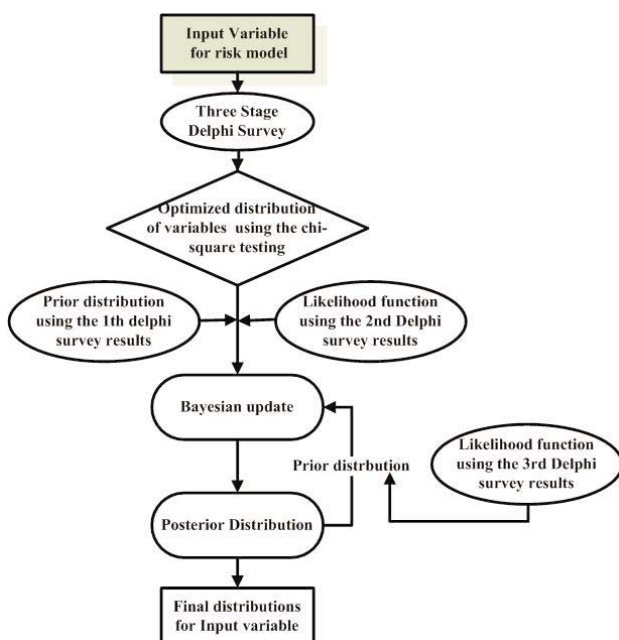 Input Variable
for risk model
Three Stage
Delphi Survey
Optimized distribution
of variables using the chi-
square testing
Prior distribution
using the 1th delphi
survey results
Likelihood function
using the 2nd Delphi
survey results
Bayesian update
Prior distrbution
Likelihood function
using the 3rd Delphi
survey results
Posterior Distribution
Final distributions
for Input variable